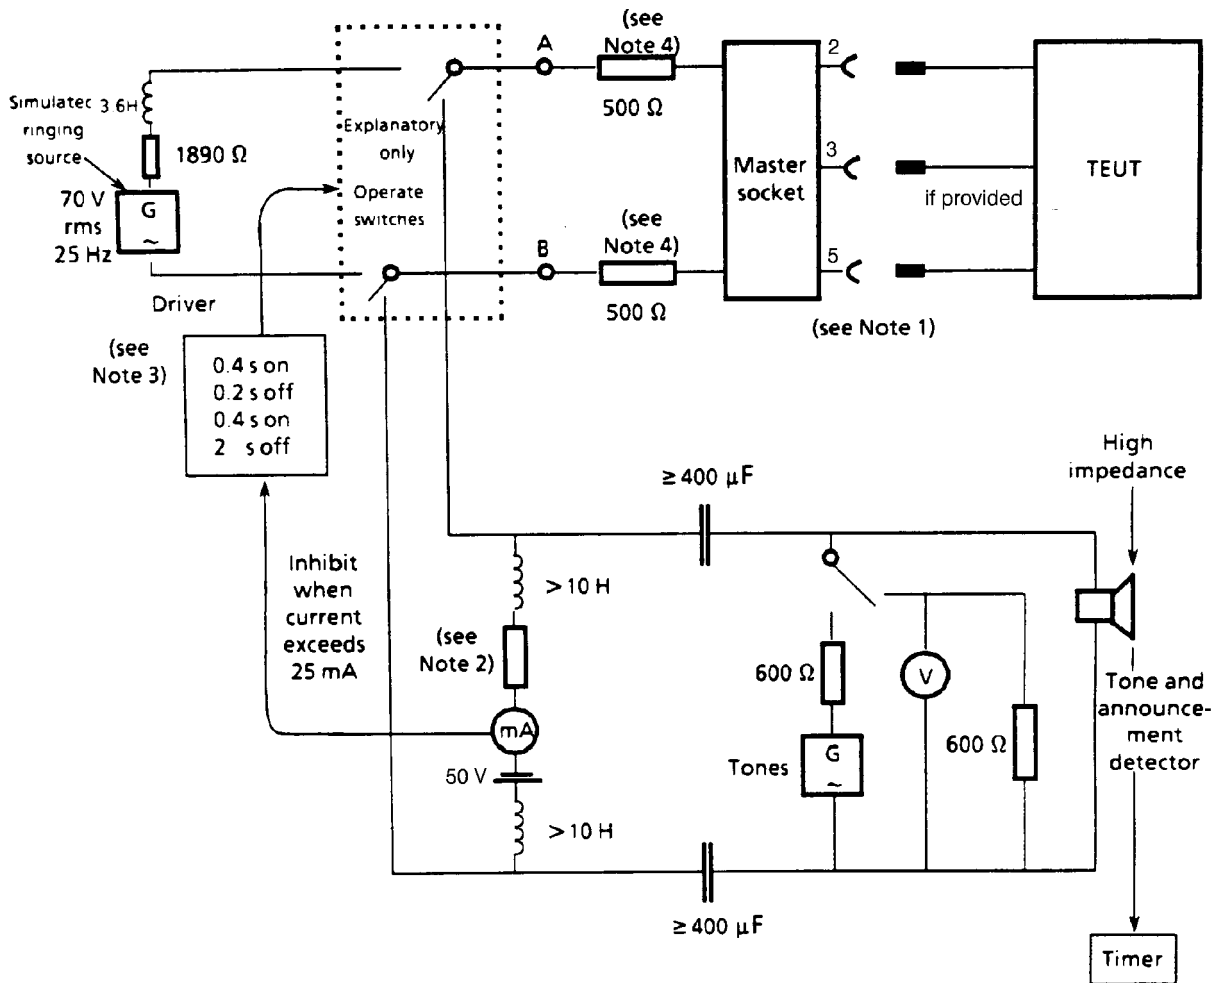 (see
Note 4)
A
500 Ω
2
Simulatec
ringing
source
3 6H
1890 Ω
70 V
rms
25 Hz
G
~
Explanatory
only
Operate
switches
Master
socket
3
if provided
TEUT
(see
Note 4)
B
500 Ω
5
(see Note 1)
Driver
(see
Note 3)
0.4 s on
0.2 s off
0.4 s on
2 s off
High
impedance
≥ 400 µF
Inhibit
when
current
exceeds
25 mA
> 10 H
(see
Note 2)
mA
50 V
> 10 H
600 Ω
V
Tones
G
~
600 Ω
Tone and
announce-
ment
detector
≥ 400 µF
Timer